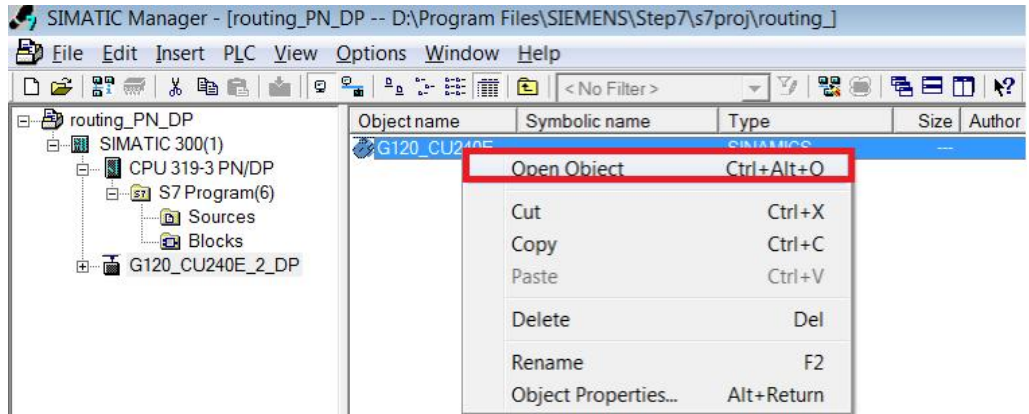 SIMATIC Manager - [routing_PN_DP -- D:\Program Files\SIEMENS\Step7\s7proj\routing_]
File Edit Insert PLC View Options Window Help
< No Filter >
routing_PN_DP
SIMATIC 300(1)
CPU 319-3 PN/DP
S7 Program(6)
Sources
Blocks
G120_CU240E_2_DP
Object name Symbolic name Type Size Author
G120_CU240E SINAMICS ---
Open Object Ctrl+Alt+O
Cut Ctrl+X
Copy Ctrl+C
Paste Ctrl+V
Delete Del
Rename F2
Object Properties... Alt+Return